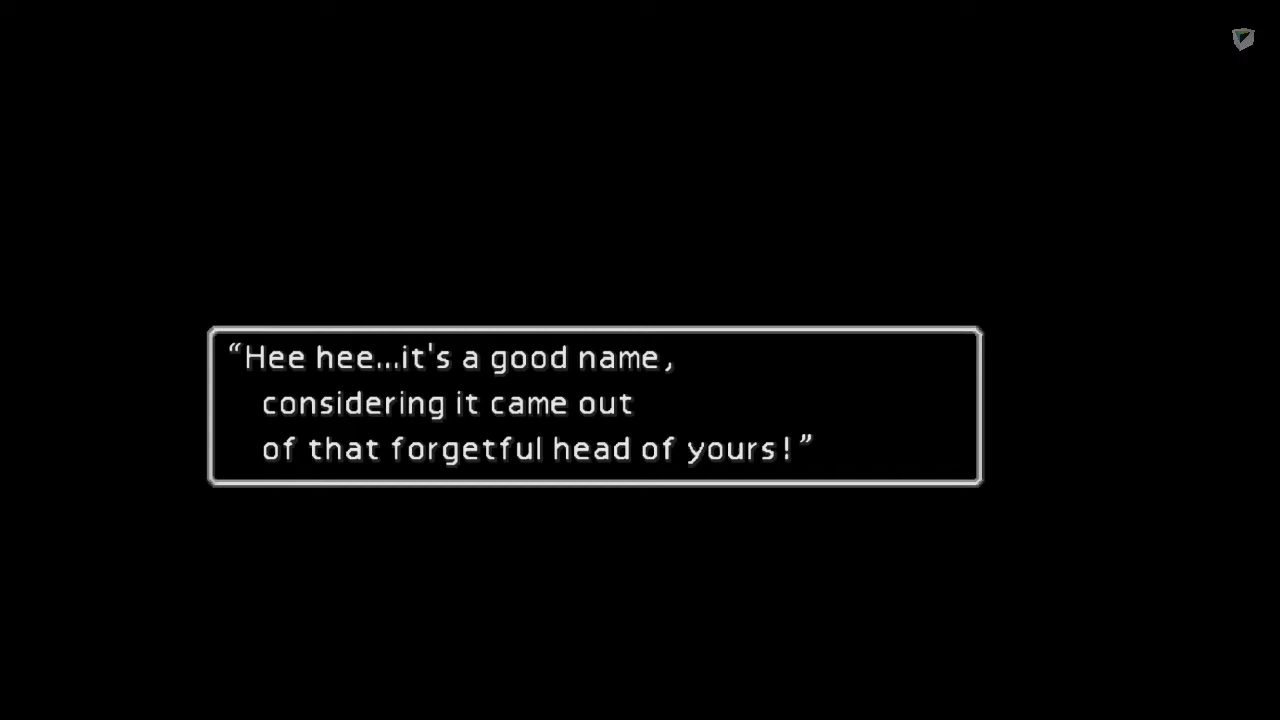 “Hee hee...it's a good name,
considering it came out
of that forgetful head of yours!”